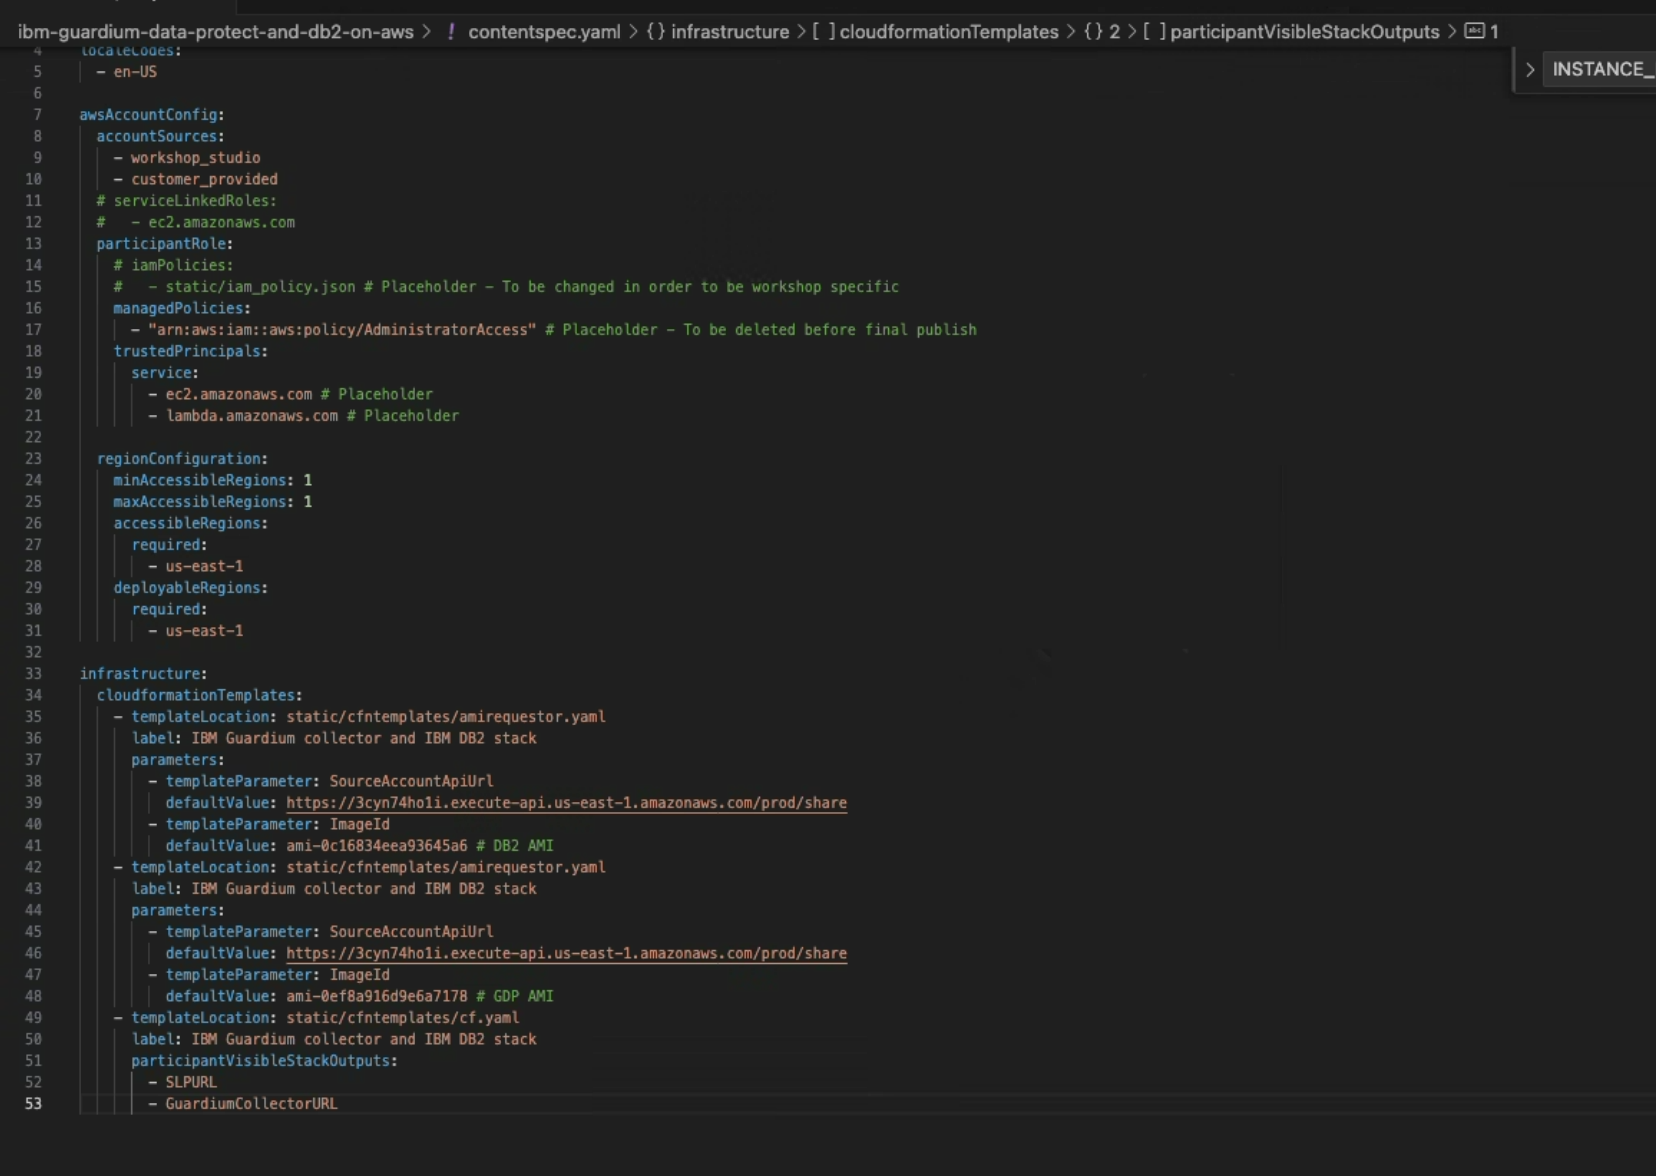 ibm-guardium-data-protect-and-db2-on-aws > ! contentspec.yaml > {} infrastructure > [ ] cloudformationTemplates > {} 2 > [ ] participantVisibleStackOutputs > abc 1
> INSTANCE_
4 localeCodes:
5 - en-US
6
7 awsAccountConfig:
8 accountSources:
9 - workshop_studio
10 - customer_provided
11 # serviceLinkedRoles:
12 # - ec2.amazonaws.com
13 participantRole:
14 # iamPolicies:
15 # - static/iam_policy.json # Placeholder - To be changed in order to be workshop specific
16 managedPolicies:
17 - "arn:aws:iam::aws:policy/AdministratorAccess" # Placeholder - To be deleted before final publish
18 trustedPrincipals:
19 service:
20 - ec2.amazonaws.com # Placeholder
21 - lambda.amazonaws.com # Placeholder
22
23 regionConfiguration:
24 minAccessibleRegions: 1
25 maxAccessibleRegions: 1
26 accessibleRegions:
27 required:
28 - us-east-1
29 deployableRegions:
30 required:
31 - us-east-1
32
33 infrastructure:
34 cloudformationTemplates:
35 - templateLocation: static/cfntemplates/amirequestor.yaml
36 label: IBM Guardium collector and IBM DB2 stack
37 parameters:
38 - templateParameter: SourceAccountApiUrl
39 defaultValue: https://3cyn74ho1i.execute-api.us-east-1.amazonaws.com/prod/share
40 - templateParameter: ImageId
41 defaultValue: ami-0c16834eea93645a6 # DB2 AMI
42 - templateLocation: static/cfntemplates/amirequestor.yaml
43 label: IBM Guardium collector and IBM DB2 stack
44 parameters:
45 - templateParameter: SourceAccountApiUrl
46 defaultValue: https://3cyn74ho1i.execute-api.us-east-1.amazonaws.com/prod/share
47 - templateParameter: ImageId
48 defaultValue: ami-0ef8a916d9e6a7178 # GDP AMI
49 - templateLocation: static/cfntemplates/cf.yaml
50 label: IBM Guardium collector and IBM DB2 stack
51 participantVisibleStackOutputs:
52 - SLPURL
53 - GuardiumCollectorURL